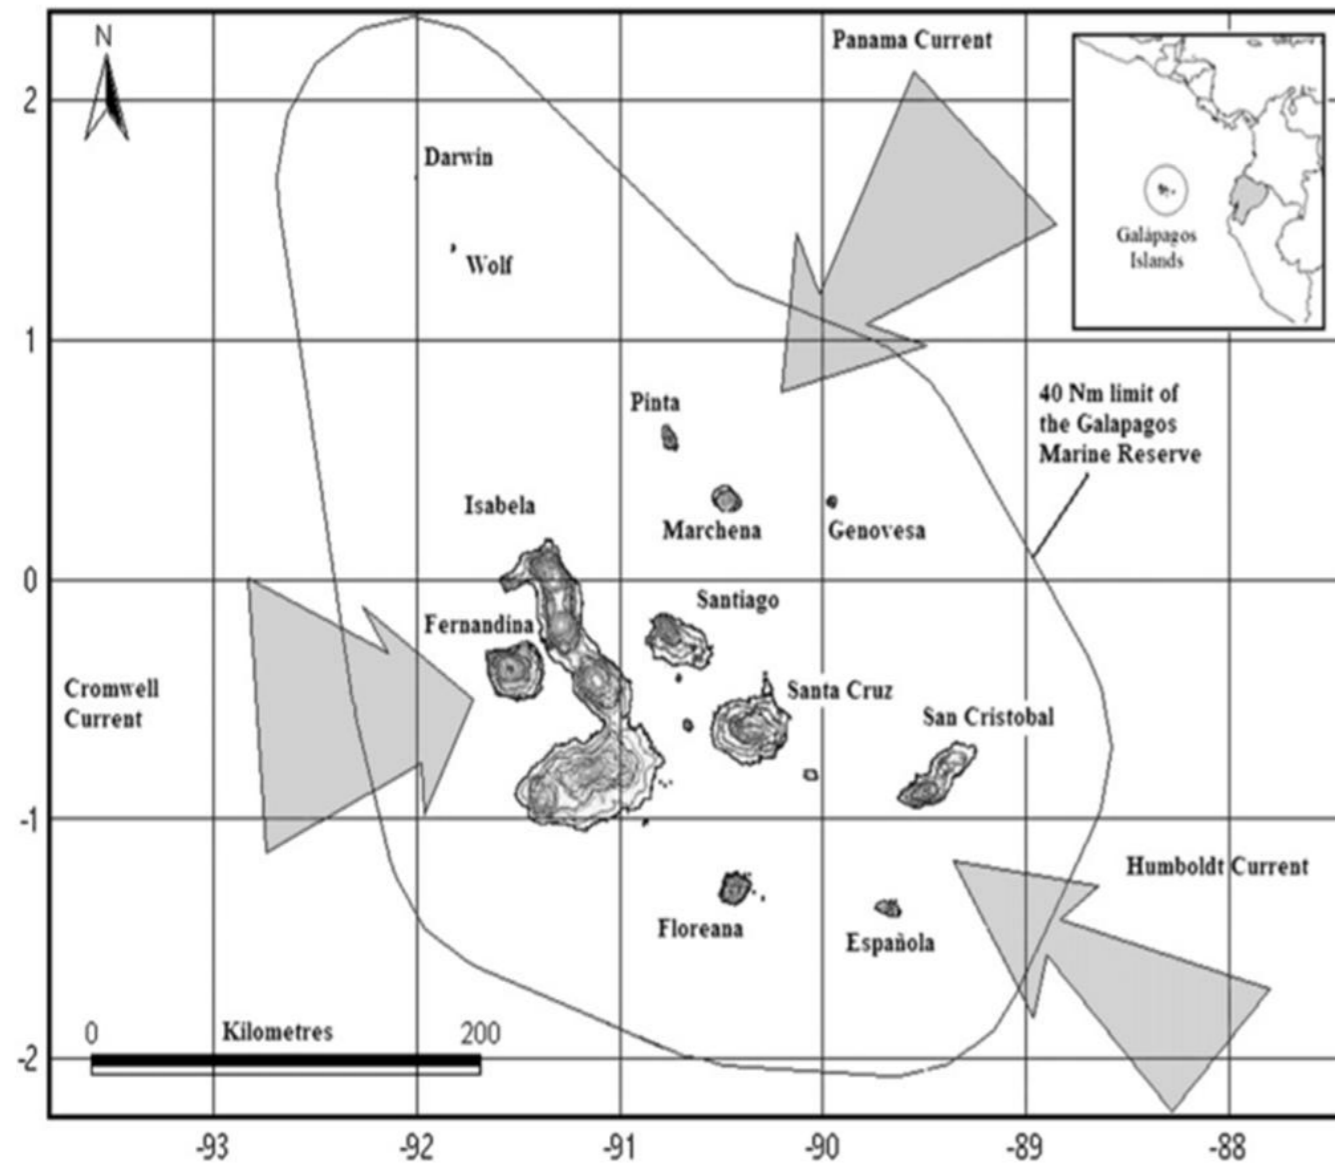 N
Panama Current
2
Darwin
Galápagos
Islands
Wolf
1
40 Nm limit of
the Galapagos
Marine Reserve
Pinta
Isabela
Marchena
Genovesa
0
Santiago
Fernandina
Cromwell
Current
Santa Cruz
San Cristobal
-1
Humboldt Current
Floreana
Española
0 Kilometres 200
-2
-93 -92 -91 -90 -89 -88